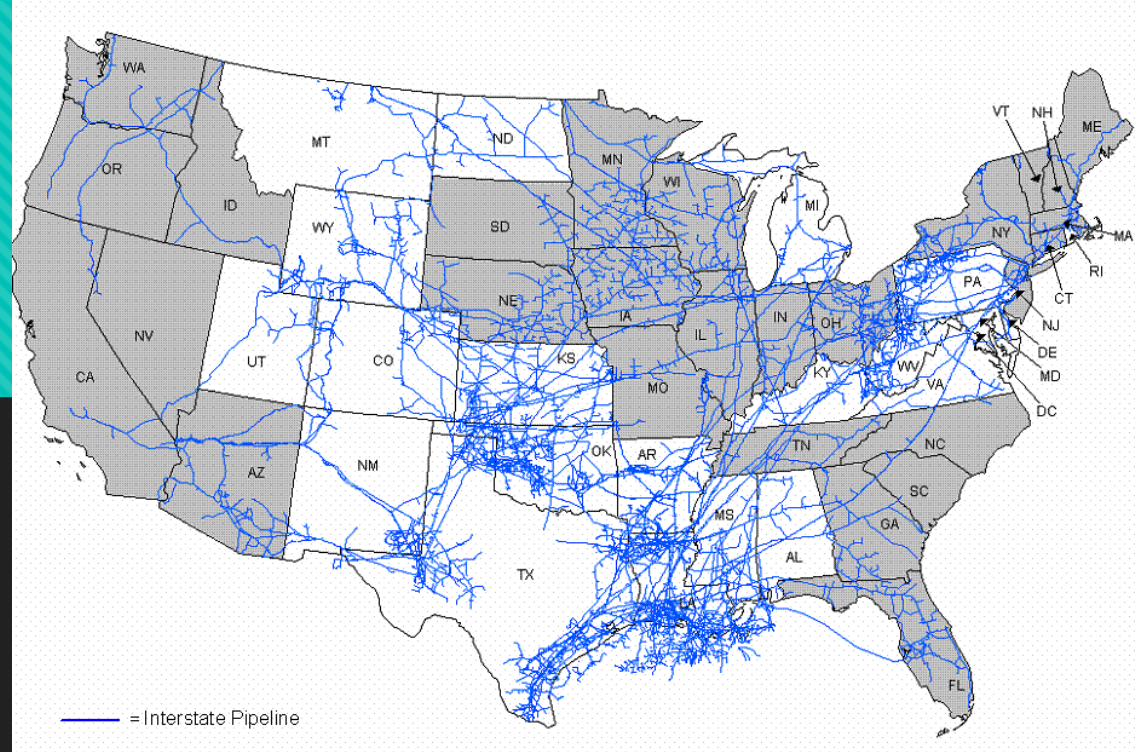 WA
MT
ND
MN
VT
NH
ME
OR
ID
WI
MI
WY
SD
NY
MA
RI
NE
PA
CT
IA
NV
IL
IN
OH
NJ
UT
CO
KS
DE
CA
MO
KY
WV
MD
VA
DC
OK
AR
TN
NC
AZ
NM
SC
MS
GA
TX
AL
LA
FL
= Interstate Pipeline